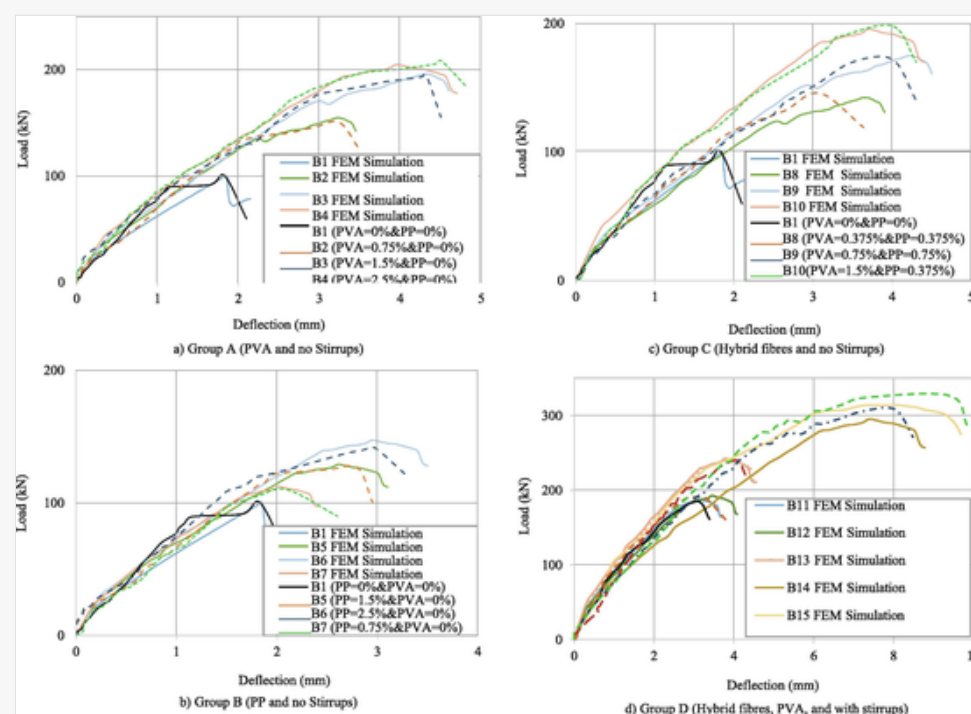 200
100
0
Load (kN)
0 1 2 3 4 5
Deflection (mm)
B1 FEM Simulation
B2 FEM Simulation
B3 FEM Simulation
B4 FEM Simulation
B1 (PVA=0%&PP=0%)
B2 (PVA=0.75%&PP=0%)
B3 (PVA=1.5%&PP=0%)
B4 (PVA=2.5%&PP=0%)
a) Group A (PVA and no Stirrups)
200
100
0
Load (kN)
0 1 2 3 4 5
Deflection (mm)
B1 FEM Simulation
B8 FEM Simulation
B9 FEM Simulation
B10 FEM Simulation
B1 (PVA=0%&PP=0%)
B8 (PVA=0.375%&PP=0.375%)
B9 (PVA=0.75%&PP=0.75%)
B10(PVA=1.5%&PP=0.375%)
c) Group C (Hybrid fibres and no Stirrups)
200
100
0
Load (kN)
0 1 2 3 4
Deflection (mm)
B1 FEM Simulation
B5 FEM Simulation
B6 FEM Simulation
B7 FEM Simulation
B1 (PP=0%&PVA=0%)
B5 (PP=1.5%&PVA=0%)
B6 (PP=2.5%&PVA=0%)
B7 (PP=0.75%&PVA=0%)
b) Group B (PP and no Stirrups)
300
200
100
0
Load (kN)
0 2 4 6 8
Deflection (mm)
B11 FEM Simulation
B12 FEM Simulation
B13 FEM Simulation
B14 FEM Simulation
B15 FEM Simulation
d) Group D (Hybrid fibres, PVA, and with stirrups)